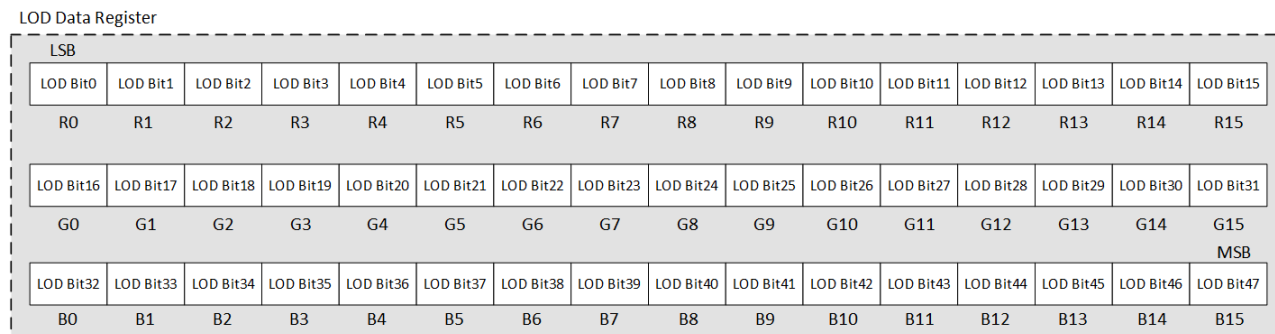 LOD Data Register
LSB
LOD Bit0 LOD Bit1 LOD Bit2 LOD Bit3 LOD Bit4 LOD Bit5 LOD Bit6 LOD Bit7 LOD Bit8 LOD Bit9 LOD Bit10 LOD Bit11 LOD Bit12 LOD Bit13 LOD Bit14 LOD Bit15
R0 R1 R2 R3 R4 R5 R6 R7 R8 R9 R10 R11 R12 R13 R14 R15
LOD Bit16 LOD Bit17 LOD Bit18 LOD Bit19 LOD Bit20 LOD Bit21 LOD Bit22 LOD Bit23 LOD Bit24 LOD Bit25 LOD Bit26 LOD Bit27 LOD Bit28 LOD Bit29 LOD Bit30 LOD Bit31
G0 G1 G2 G3 G4 G5 G6 G7 G8 G9 G10 G11 G12 G13 G14 G15
MSB
LOD Bit32 LOD Bit33 LOD Bit34 LOD Bit35 LOD Bit36 LOD Bit37 LOD Bit38 LOD Bit39 LOD Bit40 LOD Bit41 LOD Bit42 LOD Bit43 LOD Bit44 LOD Bit45 LOD Bit46 LOD Bit47
B0 B1 B2 B3 B4 B5 B6 B7 B8 B9 B10 B11 B12 B13 B14 B15